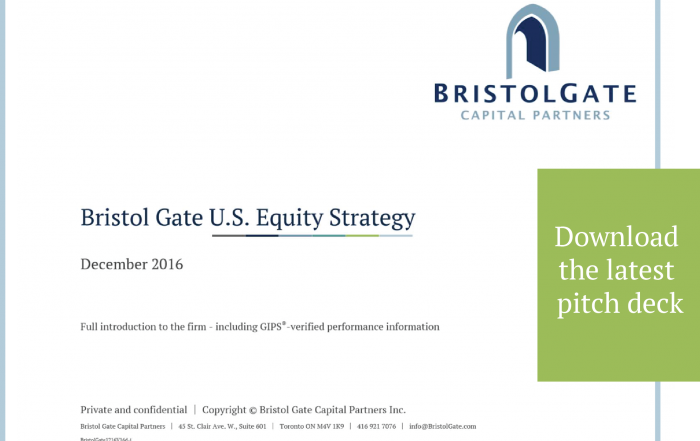 BRISTOLGATE
CAPITAL PARTNERS
Bristol Gate U.S. Equity Strategy
December 2016
Download
the latest
pitch deck
Full introduction to the firm - including GIPS®-verified performance information
Private and confidential | Copyright © Bristol Gate Capital Partners Inc.
Bristol Gate Capital Partners | 45 St. Clair Ave. W., Suite 601 | Toronto ON M4V 1K9 | 416 921 7076 | info@BristolGate.com